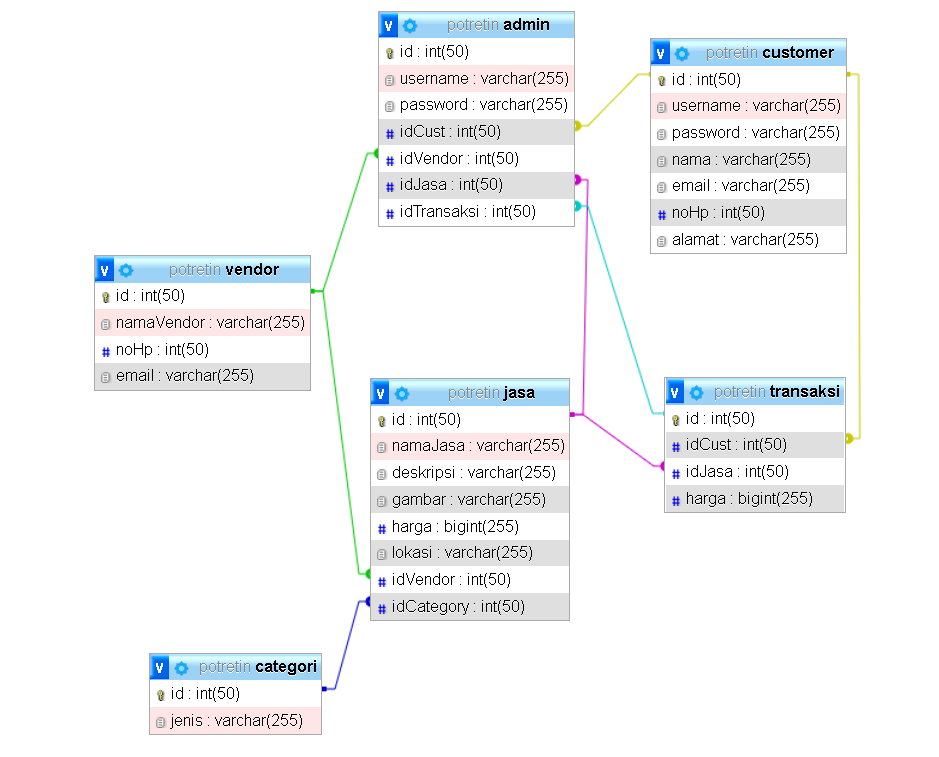 V potretin admin
id : int(50)
username : varchar(255)
password : varchar(255)
# idCust : int(50)
# idVendor : int(50)
# idJasa : int(50)
# idTransaksi : int(50)
V potretin customer
id : int(50)
username : varchar(255)
password : varchar(255)
nama : varchar(255)
email : varchar(255)
# noHp : int(50)
alamat : varchar(255)
V potretin vendor
id : int(50)
namaVendor : varchar(255)
# noHp : int(50)
email : varchar(255)
V potretin jasa
id : int(50)
namaJasa : varchar(255)
deskripsi : varchar(255)
gambar : varchar(255)
# harga : bigint(255)
lokasi : varchar(255)
# idVendor : int(50)
# idCategory : int(50)
V potretin transaksi
id : int(50)
# idCust : int(50)
# idJasa : int(50)
# harga : bigint(255)
V potretin categori
id : int(50)
jenis : varchar(255)